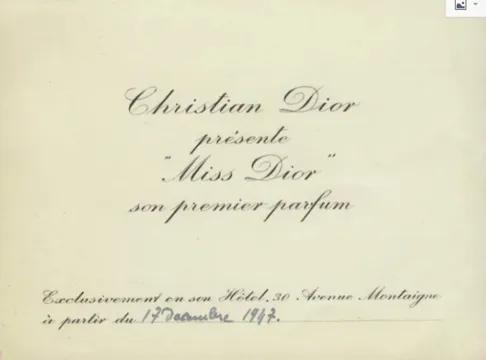 Christian Dior
présente
"Miss Dior"
son premier parfum
Exclusivement en son Hôtel, 30 Avenue Montaigne
à partir du 17 Decembre 1947.